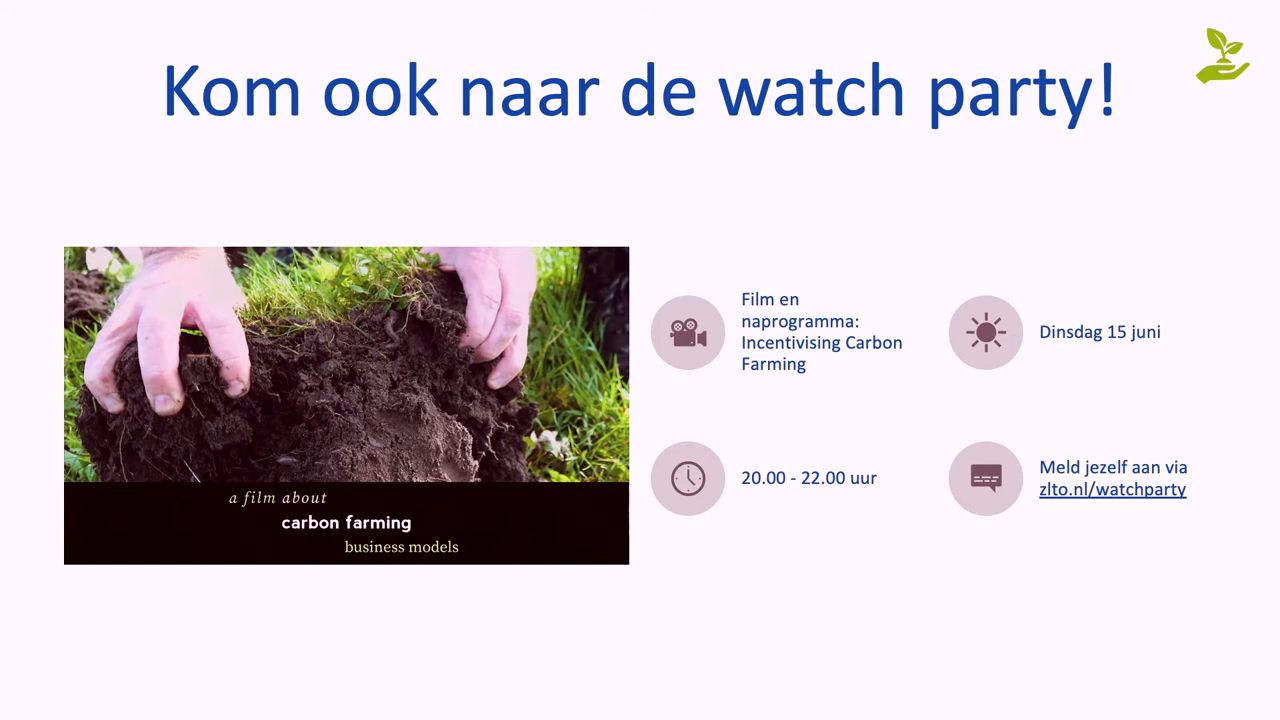 Kom ook naar de watch party!
a film about
carbon farming
business models
Film en
naprogramma:
Incentivising Carbon
Farming
Dinsdag 15 juni
20.00 - 22.00 uur
Meld jezelf aan via
zlto.nl/watchparty